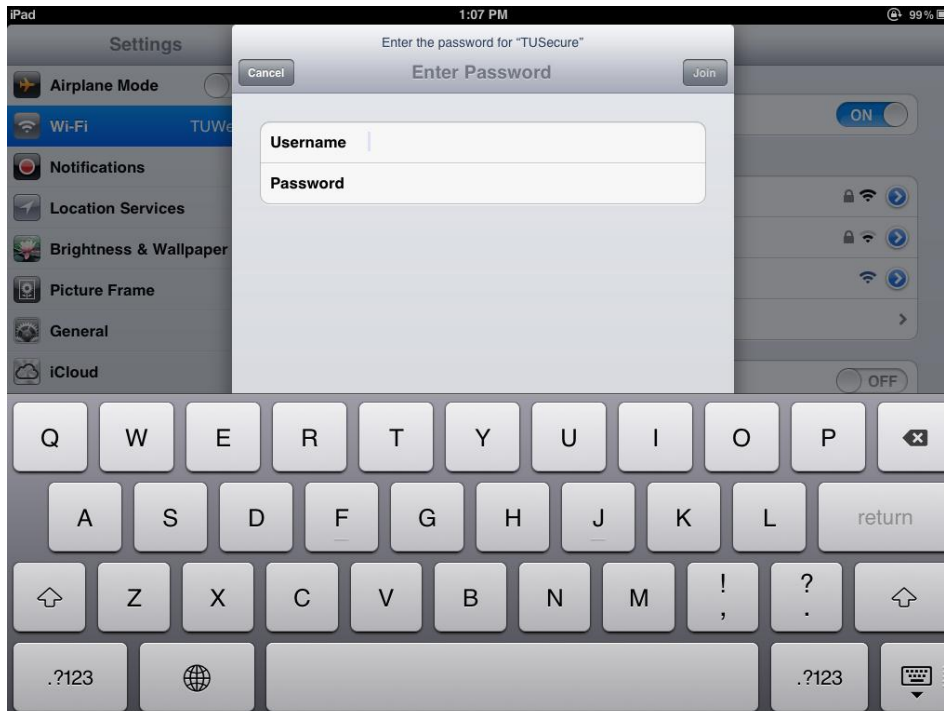 iPad 1:07 PM 99%
Settings
Enter the password for “TUSecure”
Cancel Enter Password Join
Airplane Mode
Wi-Fi TUWe
ON
Username
Notifications
Password
Location Services
Brightness & Wallpaper
Picture Frame
General
iCloud
OFF
Q W E R T Y U I O P
A S D F G H J K L return
Z X C V B N M ! , ? .
.?123 .?123